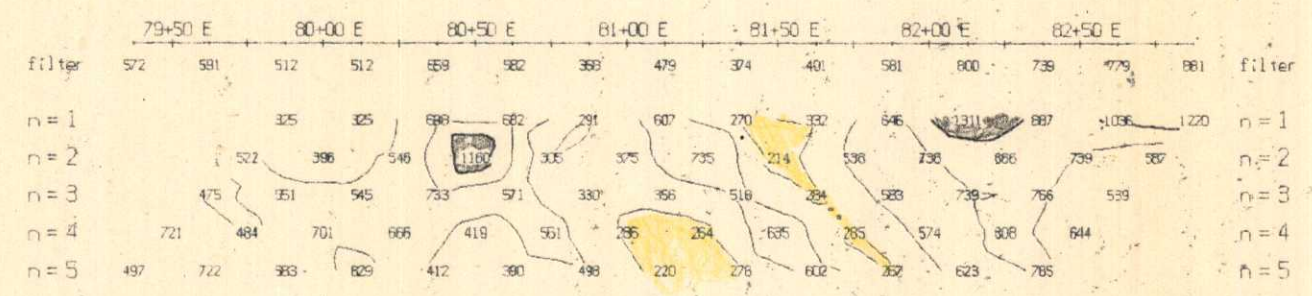 79+50 E 80+00 E 80+50 E 81+00 E 81+50 E 82+00 E 82+50 E
filter 572 591 512 512 659 582 368 479 374 401 581 800 739 779 881 filter
n = 1 325 325 698 682 291 607 270 332 646 1311 887 1036 1220 n = 1
n = 2 522 396 546 1160 305 375 735 214 536 736 666 739 587 n = 2
n = 3 475 551 545 733 571 330 356 518 284 583 739 766 539 n = 3
n = 4 721 484 701 666 419 551 286 264 635 285 574 808 644 n = 4
n = 5 497 722 583 829 412 390 498 220 276 602 262 623 785 n = 5